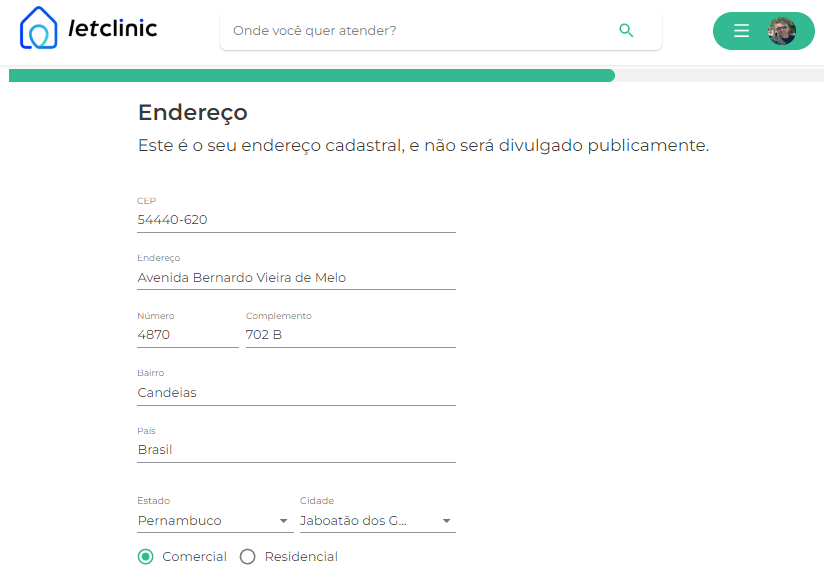 letclinic
Onde você quer atender?
Endereço
Este é o seu endereço cadastral, e não será divulgado publicamente.
CEP
54440-620
Endereço
Avenida Bernardo Vieira de Melo
Número Complemento
4870 702 B
Bairro
Candeias
País
Brasil
Estado Cidade
Pernambuco Jaboatão dos G...
Comercial Residencial